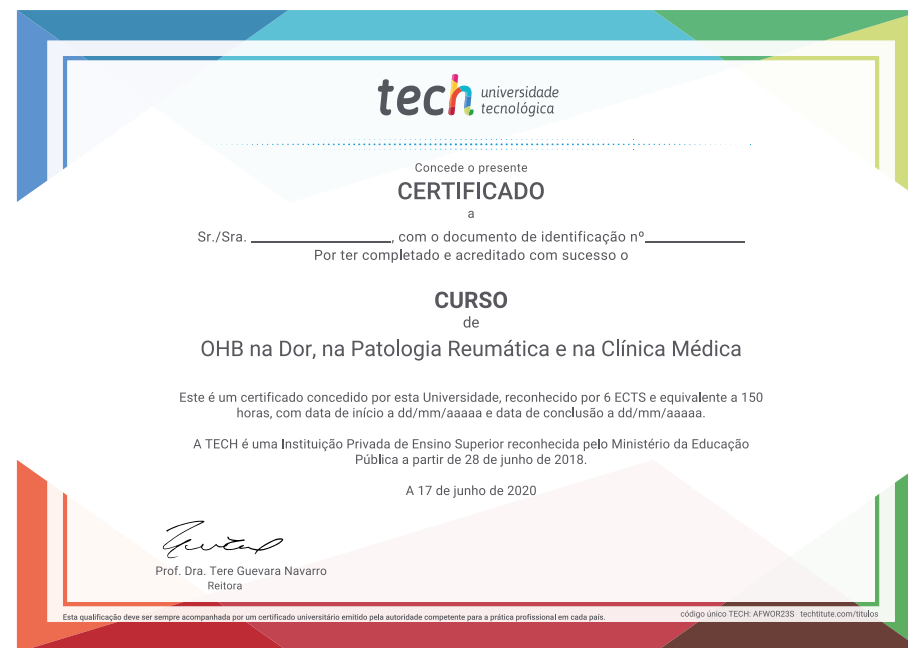 tech universidade
tecnológica
Concede o presente
CERTIFICADO
a
Sr./Sra. ____________________, com o documento de identificação nº______________
Por ter completado e acreditado com sucesso o
CURSO
de
OHB na Dor, na Patologia Reumática e na Clínica Médica
Este é um certificado concedido por esta Universidade, reconhecido por 6 ECTS e equivalente a 150
horas, com data de início a dd/mm/aaaaa e data de conclusão a dd/mm/aaaaa.
A TECH é uma Instituição Privada de Ensino Superior reconhecida pelo Ministério da Educação
Pública a partir de 28 de junho de 2018.
A 17 de junho de 2020
Prof. Dra. Tere Guevara Navarro
Reitora
Esta qualificação deve ser sempre acompanhada por um certificado universitário emitido pela autoridade competente para a prática profissional em cada país.
código único TECH: AFWOR23S techtitute.com/titulos